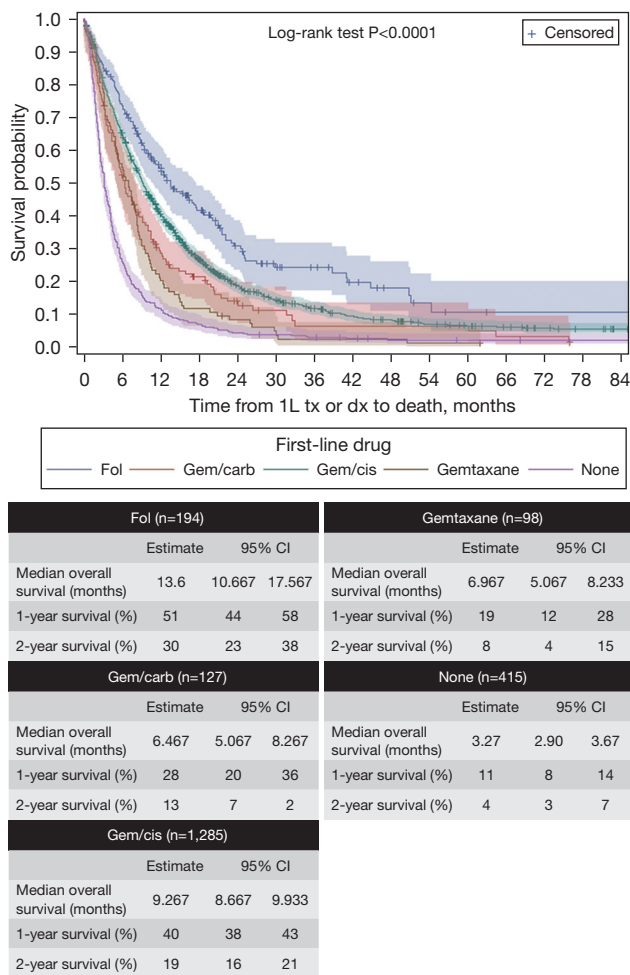 Log-rank test P<0.0001
+ Censored
Survival probability
1.0
0.9
0.8
0.7
0.6
0.5
0.4
0.3
0.2
0.1
0.0
0 6 12 18 24 30 36 42 48 54 60 66 72 78 84
Time from 1L tx or dx to death, months
First-line drug
Fol Gem/carb Gem/cis Gemtaxane None
Fol (n=194)
Estimate 95% CI
Median overall
survival (months) 13.6 10.667 17.567
1-year survival (%) 51 44 58
2-year survival (%) 30 23 38
Gemtaxane (n=98)
Estimate 95% CI
Median overall
survival (months) 6.967 5.067 8.233
1-year survival (%) 19 12 28
2-year survival (%) 8 4 15
Gem/carb (n=127)
Estimate 95% CI
Median overall
survival (months) 6.467 5.067 8.267
1-year survival (%) 28 20 36
2-year survival (%) 13 7 2
None (n=415)
Estimate 95% CI
Median overall
survival (months) 3.27 2.90 3.67
1-year survival (%) 11 8 14
2-year survival (%) 4 3 7
Gem/cis (n=1,285)
Estimate 95% CI
Median overall
survival (months) 9.267 8.667 9.933
1-year survival (%) 40 38 43
2-year survival (%) 19 16 21